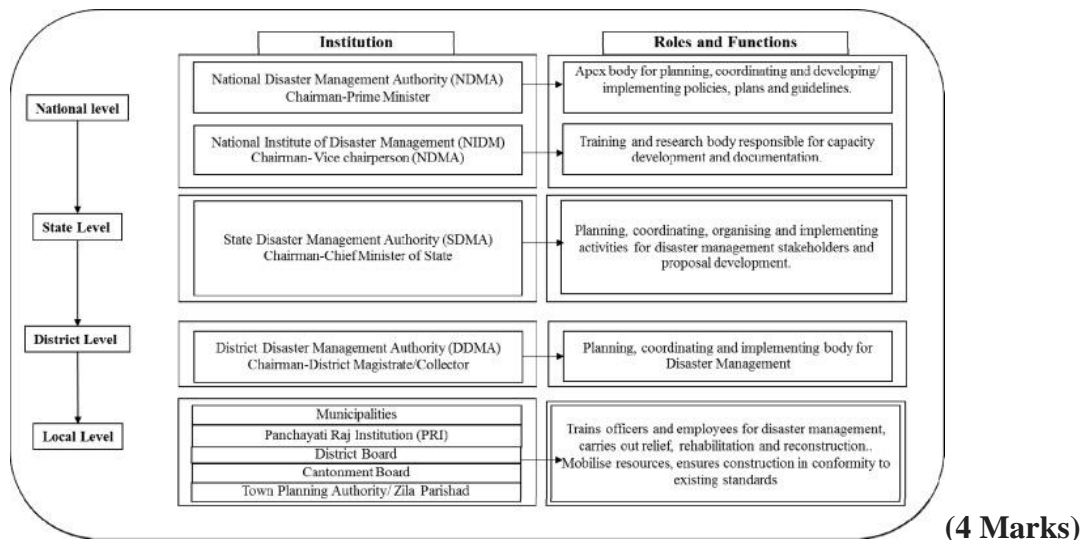 Institution
Roles and Functions
National level
National Disaster Management Authority (NDMA)
Chairman-Prime Minister
Apex body for planning, coordinating and developing/
implementing policies, plans and guidelines.
National Institute of Disaster Management (NIDM)
Chairman- Vice chairperson (NDMA)
Training and research body responsible for capacity
development and documentation.
State Level
State Disaster Management Authority (SDMA)
Chairman-Chief Minister of State
Planning, coordinating, organising and implementing
activities for disaster management stakeholders and
proposal development.
District Level
District Disaster Management Authority (DDMA)
Chairman-District Magistrate/Collector
Planning, coordinating and implementing body for
Disaster Management
Local Level
Municipalities
Panchayati Raj Institution (PRI)
District Board
Cantonment Board
Town Planning Authority/ Zila Parishad
Trains officers and employees for disaster management,
carries out relief, rehabilitation and reconstruction..
Mobilise resources, ensures construction in conformity to
existing standards
(4 Marks)